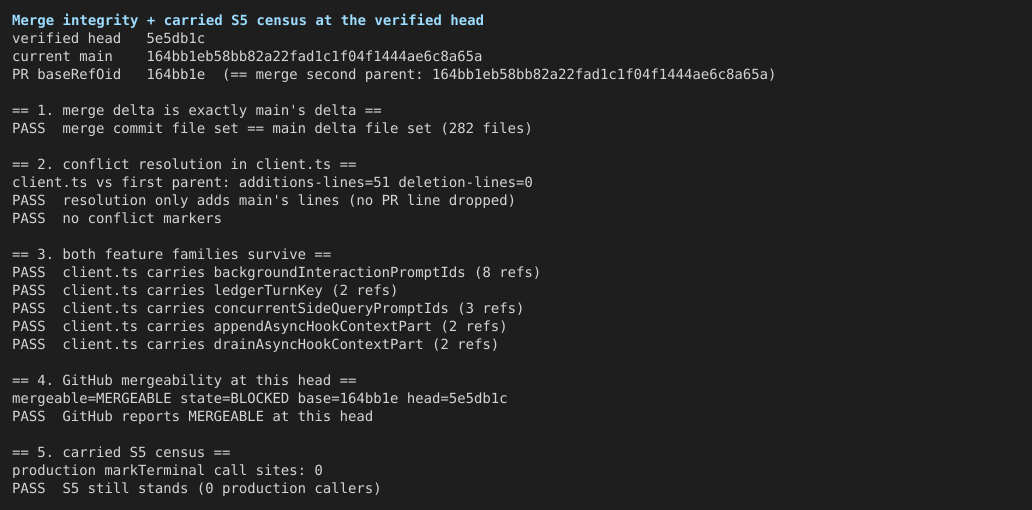 Merge integrity + carried S5 census at the verified head
verified head   5e5db1c
current main    164bb1eb58bb82a22fad1c1f04f1444ae6c8a65a
PR baseRefOid   164bb1e  (== merge second parent: 164bb1eb58bb82a22fad1c1f04f1444ae6c8a65a)

== 1. merge delta is exactly main's delta ==
PASS  merge commit file set == main delta file set (282 files)

== 2. conflict resolution in client.ts ==
client.ts vs first parent: additions-lines=51 deletion-lines=0
PASS  resolution only adds main's lines (no PR line dropped)
PASS  no conflict markers

== 3. both feature families survive ==
PASS  client.ts carries backgroundInteractionPromptIds (8 refs)
PASS  client.ts carries ledgerTurnKey (2 refs)
PASS  client.ts carries concurrentSideQueryPromptIds (3 refs)
PASS  client.ts carries appendAsyncHookContextPart (2 refs)
PASS  client.ts carries drainAsyncHookContextPart (2 refs)

== 4. GitHub mergeability at this head ==
mergeable=MERGEABLE state=BLOCKED base=164bb1e head=5e5db1c
PASS  GitHub reports MERGEABLE at this head

== 5. carried S5 census ==
production markTerminal call sites: 0
PASS  S5 still stands (0 production callers)